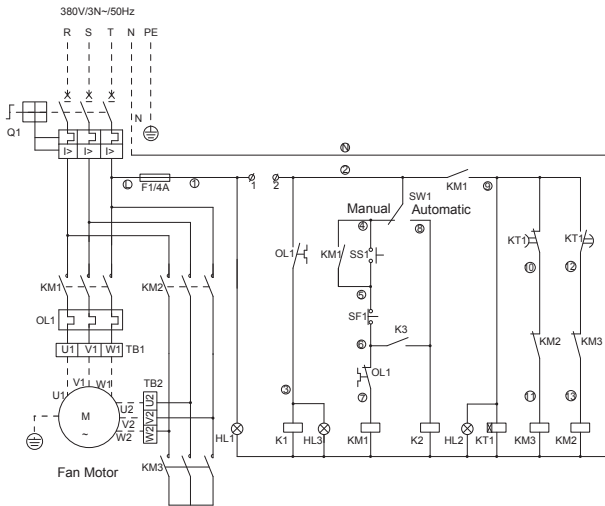 380V/3N~/50Hz
R S T N PE
N
Q1
I> I> I>
N
2
L F1/4A 1 1 2 KM1 9
SW1
Manual Automatic
4 8
OL1 KM1 SS1 KT1 KT1
10 12
KM1 KM2
5
SF1
OL1 K3
6 KM2 KM3
U1 V1 W1 TB1
OL1
V1 W1 TB2
U1 U2 3 7 11 13
M ~ U2 V2
V2 W2
W2 HL1 K1 HL3 KM1 K2 HL2 KT1 KM3 KM2
KM3
Fan Motor